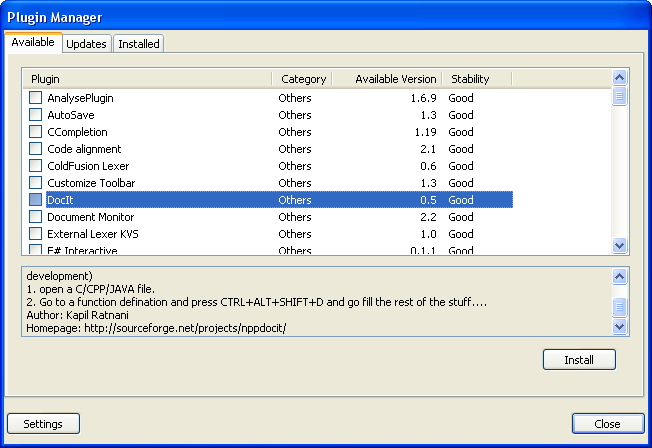 Plugin Manager
Available Updates Installed
Plugin Category Available Version Stability
AnalysePlugin Others 1.6.9 Good
AutoSave Others 1.3 Good
CCompletion Others 1.19 Good
Code alignment Others 2.1 Good
ColdFusion Lexer Others 0.6 Good
Customize Toolbar Others 1.3 Good
DocIt Others 0.5 Good
Document Monitor Others 2.2 Good
External Lexer KVS Others 1.0 Good
F# Interactive Others 0.1.1 Good
development)
1. open a C/CPP/JAVA file.
2. Go to a function defination and press CTRL+ALT+SHIFT+D and go fill the rest of the stuff....
Author: Kapil Ratnani
Homepage: http://sourceforge.net/projects/nppdocit/
Install
Settings Close